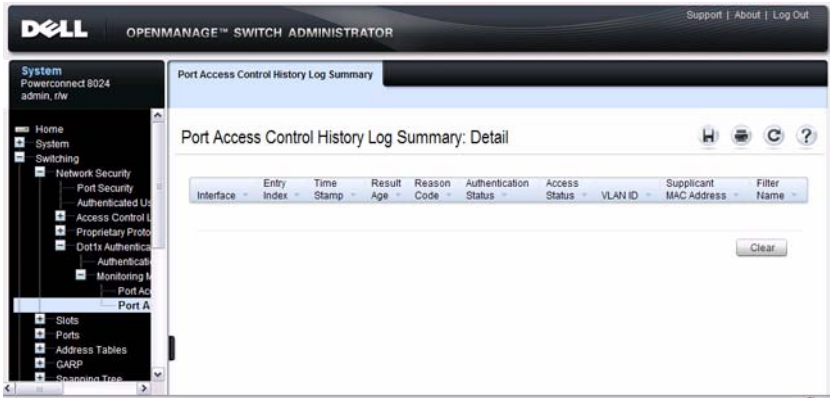 Support | About | Log Out
DELL OPENMANAGE™ SWITCH ADMINISTRATOR
System
Powerconnect 8024
admin, r/w
Home
System
Switching
Network Security
Port Security
Authenticated Us
Access Control L
Proprietary Proto
Dot1x Authentica
Authenticati
Monitoring M
Port Acc
Port A
Slots
Ports
Address Tables
GARP
Spanning Tree
Port Access Control History Log Summary
Port Access Control History Log Summary: Detail
Interface Entry Index Time Stamp Result Age Reason Code Authentication Status Access Status VLAN ID Supplicant MAC Address Filter Name
Clear